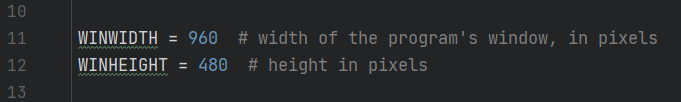 10
11 WINWIDTH = 960  # width of the program's window, in pixels
12 WINHEIGHT = 480  # height in pixels
13